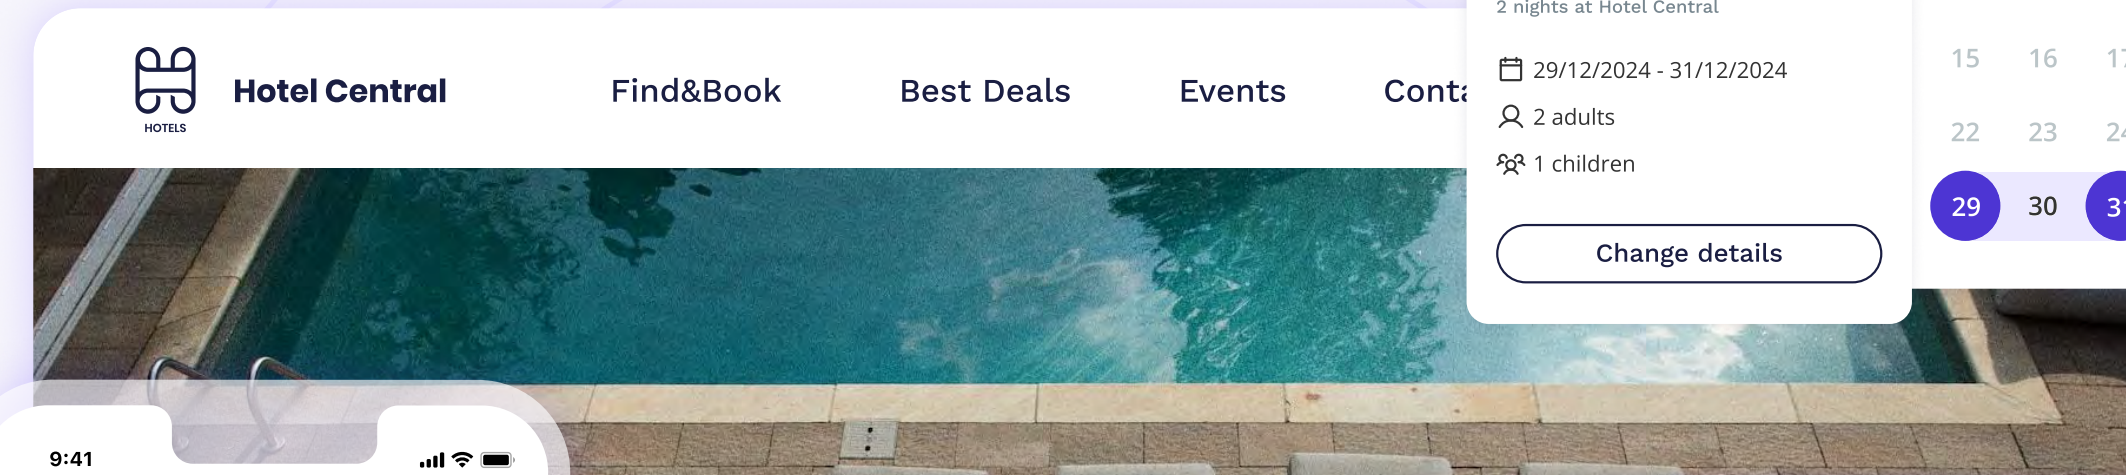 HOTELS
Hotel Central
Find&Book
Best Deals
Events
2 nights at Hotel Central
29/12/2024 - 31/12/2024
2 adults
1 children
Change details
15 16
22 23
29 30
9:41